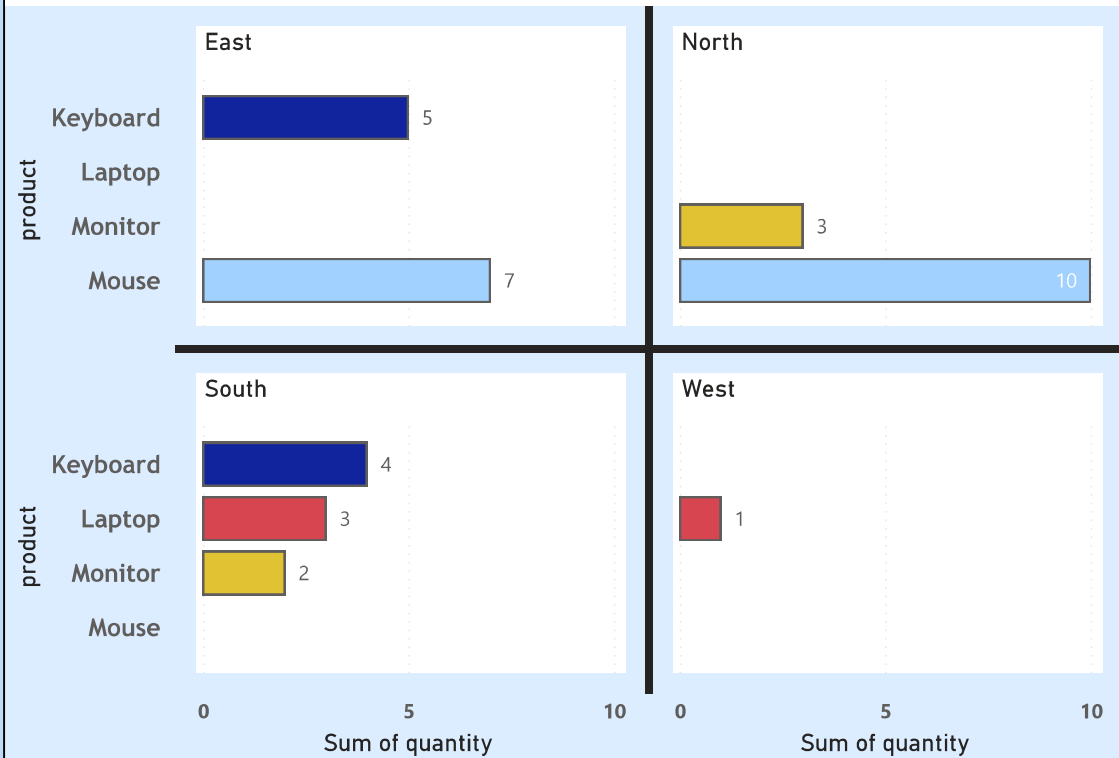 East
North
Keyboard 5
Laptop
Monitor 3
Mouse 7 10
product
South
West
Keyboard 4
Laptop 3 1
Monitor 2
Mouse
product
0 5 10 0 5 10
Sum of quantity Sum of quantity